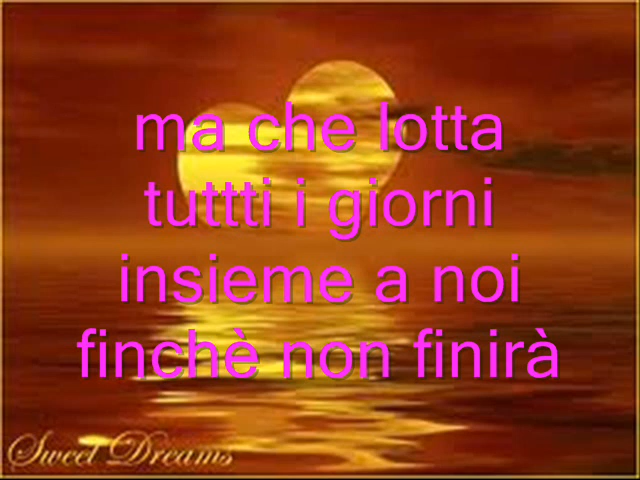 ma che lotta
tuttti i giorni
insieme a noi
finchè non finirà
Sweet Dreams